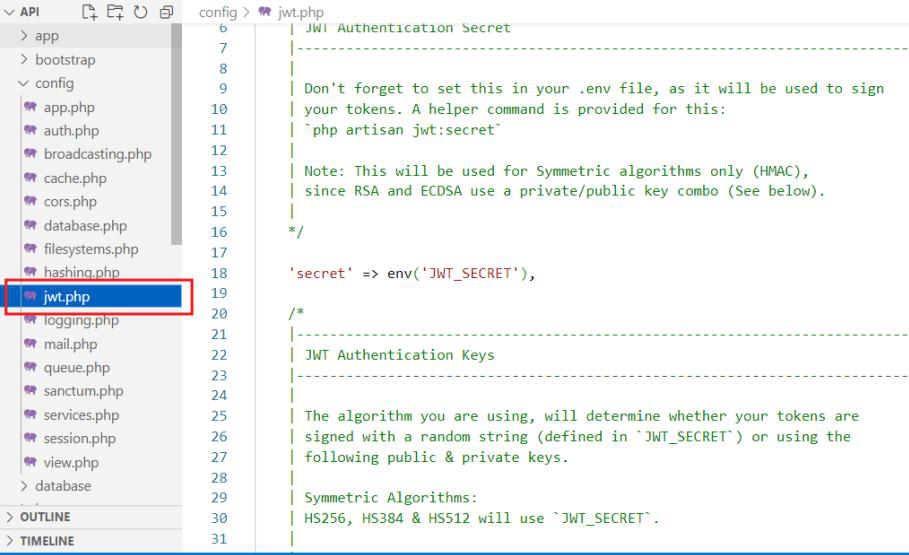 API
app
bootstrap
config
app.php
auth.php
broadcasting.php
cache.php
cors.php
database.php
filesystems.php
hashing.php
jwt.php
logging.php
mail.php
queue.php
sanctum.php
services.php
session.php
view.php
database
OUTLINE
TIMELINE
config > jwt.php
6 | JWT Authentication Secret
7 |--------------------------------------------------------------------------
8 |
9 | Don't forget to set this in your .env file, as it will be used to sign
10 | your tokens. A helper command is provided for this:
11 | `php artisan jwt:secret`
12 |
13 | Note: This will be used for Symmetric algorithms only (HMAC),
14 | since RSA and ECDSA use a private/public key combo (See below).
15 |
16 */
17
18 'secret' => env('JWT_SECRET'),
19
20 /*
21 |--------------------------------------------------------------------------
22 | JWT Authentication Keys
23 |--------------------------------------------------------------------------
24 |
25 | The algorithm you are using, will determine whether your tokens are
26 | signed with a random string (defined in `JWT_SECRET`) or using the
27 | following public & private keys.
28 |
29 | Symmetric Algorithms:
30 | HS256, HS384 & HS512 will use `JWT_SECRET`.
31 |